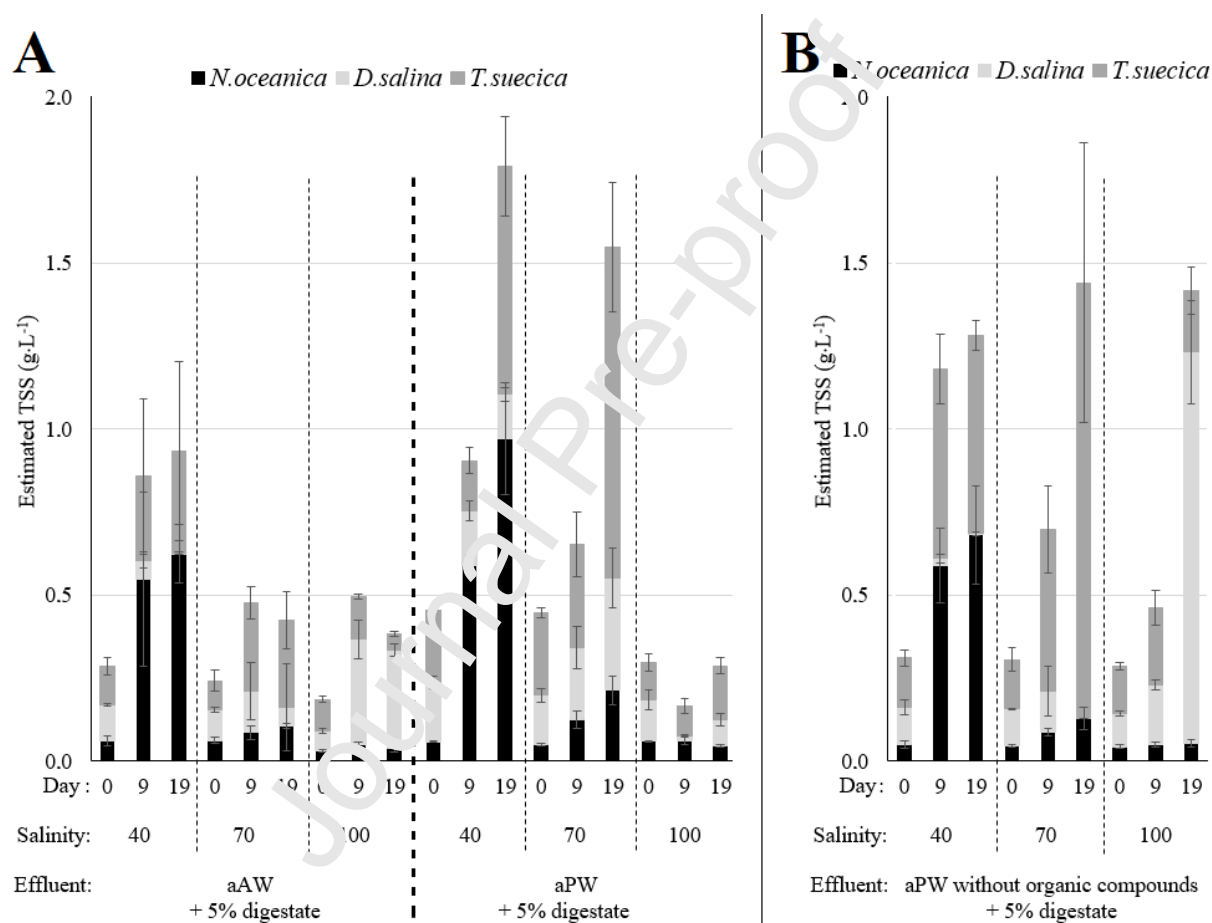 A
B
N.oceanica D.salina T.suecica
N.oceanica D.salina T.suecica
2.0
1.5
1.0
0.5
0.0
Estimated TSS (g·L-1)
Day : 0 9 19 0 9 19 0 9 19 0 9 19 0 9 19 0 9 19
Salinity: 40 70 100 40 70 100
Effluent: aAW aPW
+ 5% digestate + 5% digestate
2.0
1.5
1.0
0.5
0.0
Estimated TSS (g·L-1)
Day : 0 9 19 0 9 19 0 9 19
Salinity: 40 70 100
Effluent: aPW without organic compounds
+ 5% digestate
Journal Pre-proof